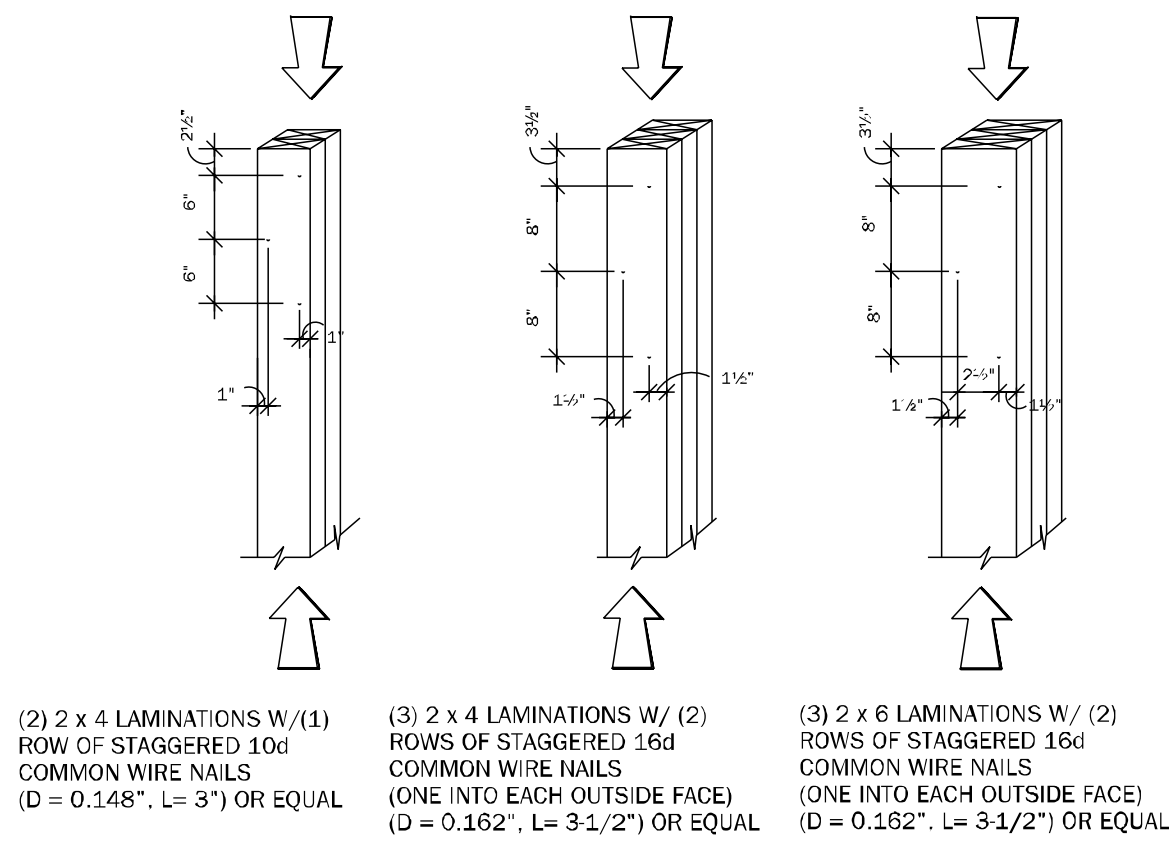 2½"
6"
6"
1"
1"
(2) 2 x 4 LAMINATIONS W/(1)
ROW OF STAGGERED 10d
COMMON WIRE NAILS
(D = 0.148", L= 3") OR EQUAL
3½"
8"
8"
1½"
1½"
(3) 2 x 4 LAMINATIONS W/ (2)
ROWS OF STAGGERED 16d
COMMON WIRE NAILS
(ONE INTO EACH OUTSIDE FACE)
(D = 0.162", L= 3-1/2") OR EQUAL
3½"
8"
8"
2½"
1½"
1½"
(3) 2 x 6 LAMINATIONS W/ (2)
ROWS OF STAGGERED 16d
COMMON WIRE NAILS
(ONE INTO EACH OUTSIDE FACE)
(D = 0.162", L= 3-1/2") OR EQUAL